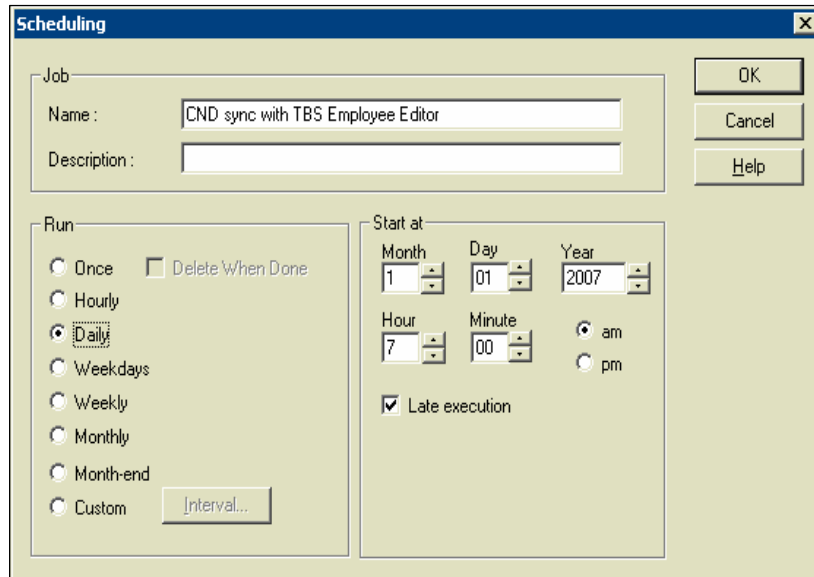 Scheduling
Job
Name :
CND sync with TBS Employee Editor
Description :
OK
Cancel
Help
Run
Once
Delete When Done
Hourly
Daily
Weekdays
Weekly
Monthly
Month-end
Custom
Interval...
Start at
Month
Day
Year
1
01
2007
Hour
Minute
7
00
am
pm
Late execution